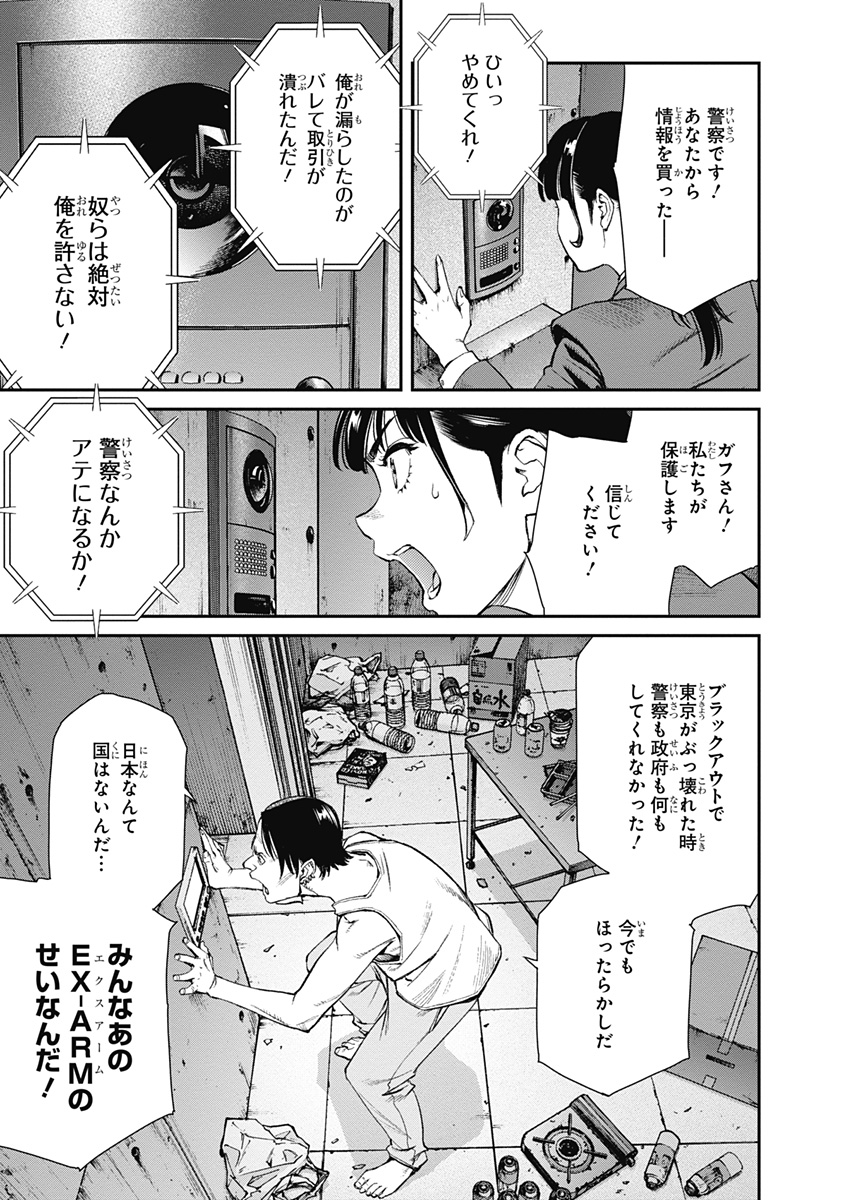 警察です！
あなたから
情報を買った――
ひいっ
やめてくれ！
俺が漏らしたのが
バレて取引が
潰れたんだ！
奴らは絶対
俺を許さない！
ガフさん！
私たちが
保護します
信じて
ください！
警察なんか
アテになるか！
ブラックアウトで
東京がぶっ壊れた時
警察も政府も何も
してくれなかった！
今でも
ほったらかしだ
日本なんて
国はないんだ…
みんなあの
EX-ARMの
せいなんだ！
水